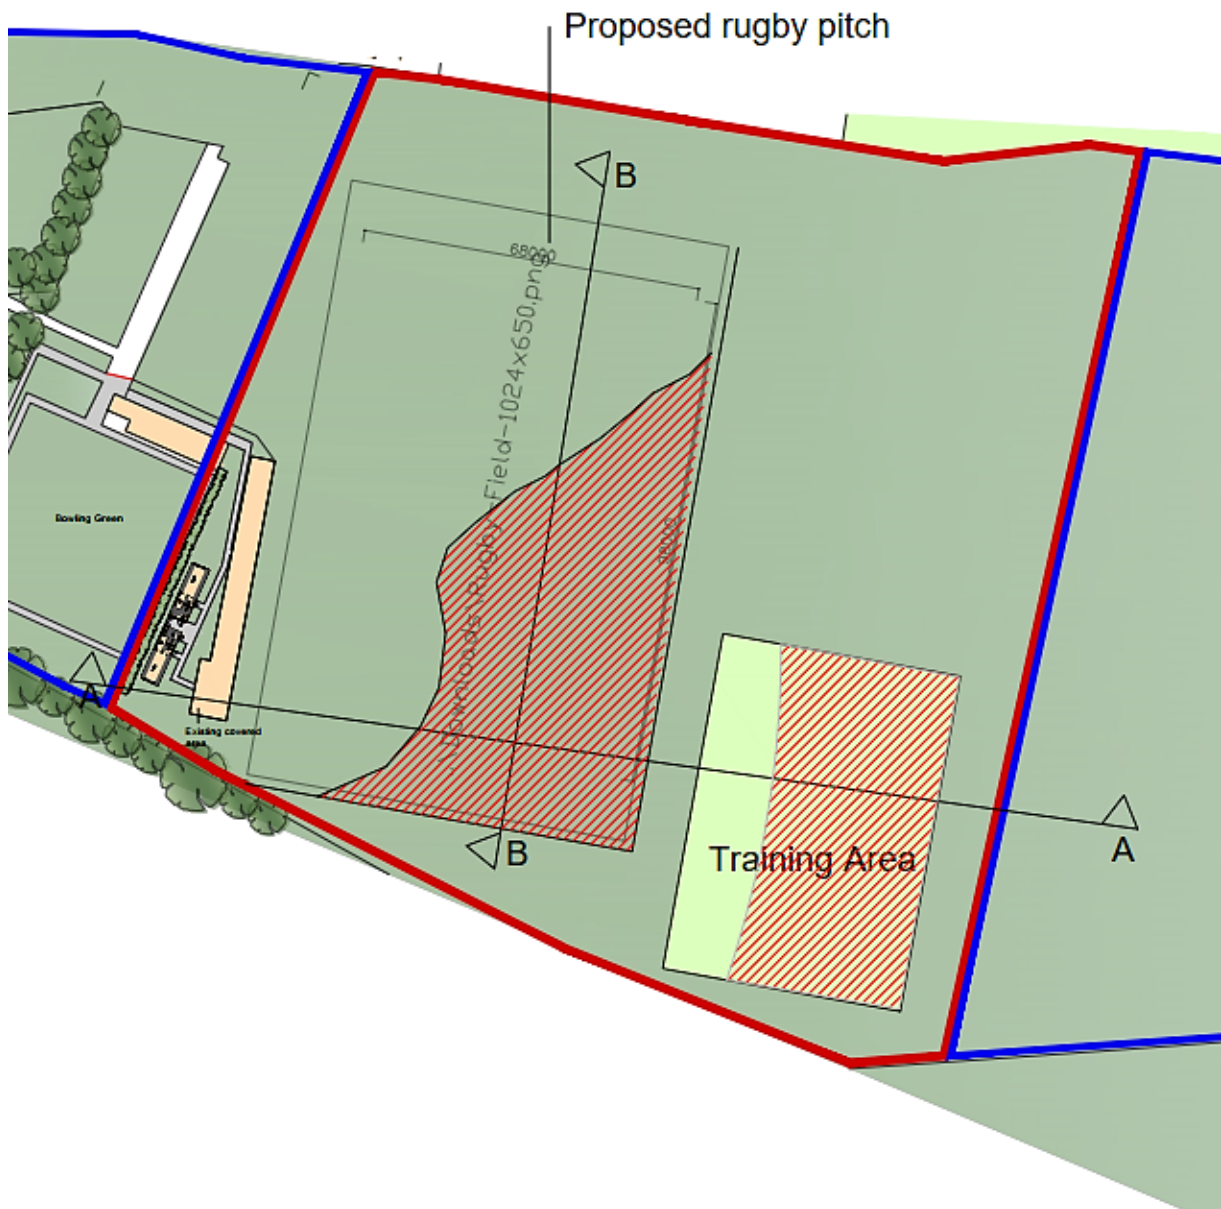 Proposed rugby pitch
B
68000
\Downloads\Rugby-Field-1024x650.png
Bowling Green
A
Existing covered
area
B
Training Area
A